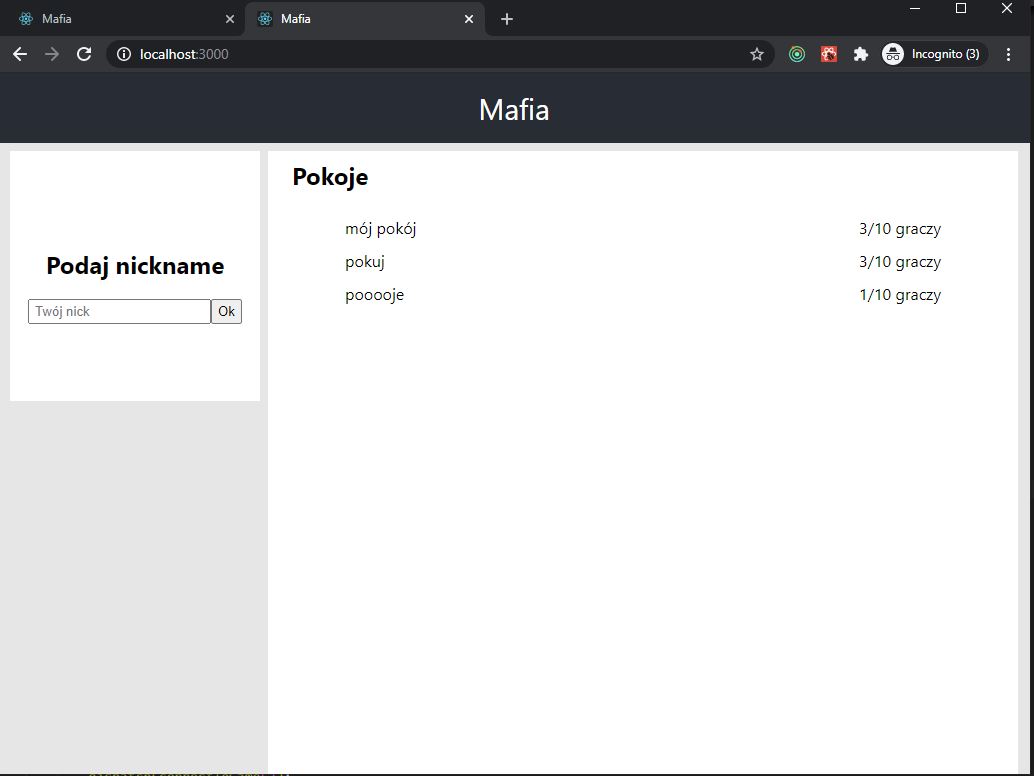 Mafia
Mafia
localhost:3000
Incognito (3)
Mafia
Podaj nickname
Twój nick
Ok
Pokoje
mój pokój 3/10 graczy
pokuj 3/10 graczy
pooooje 1/10 graczy